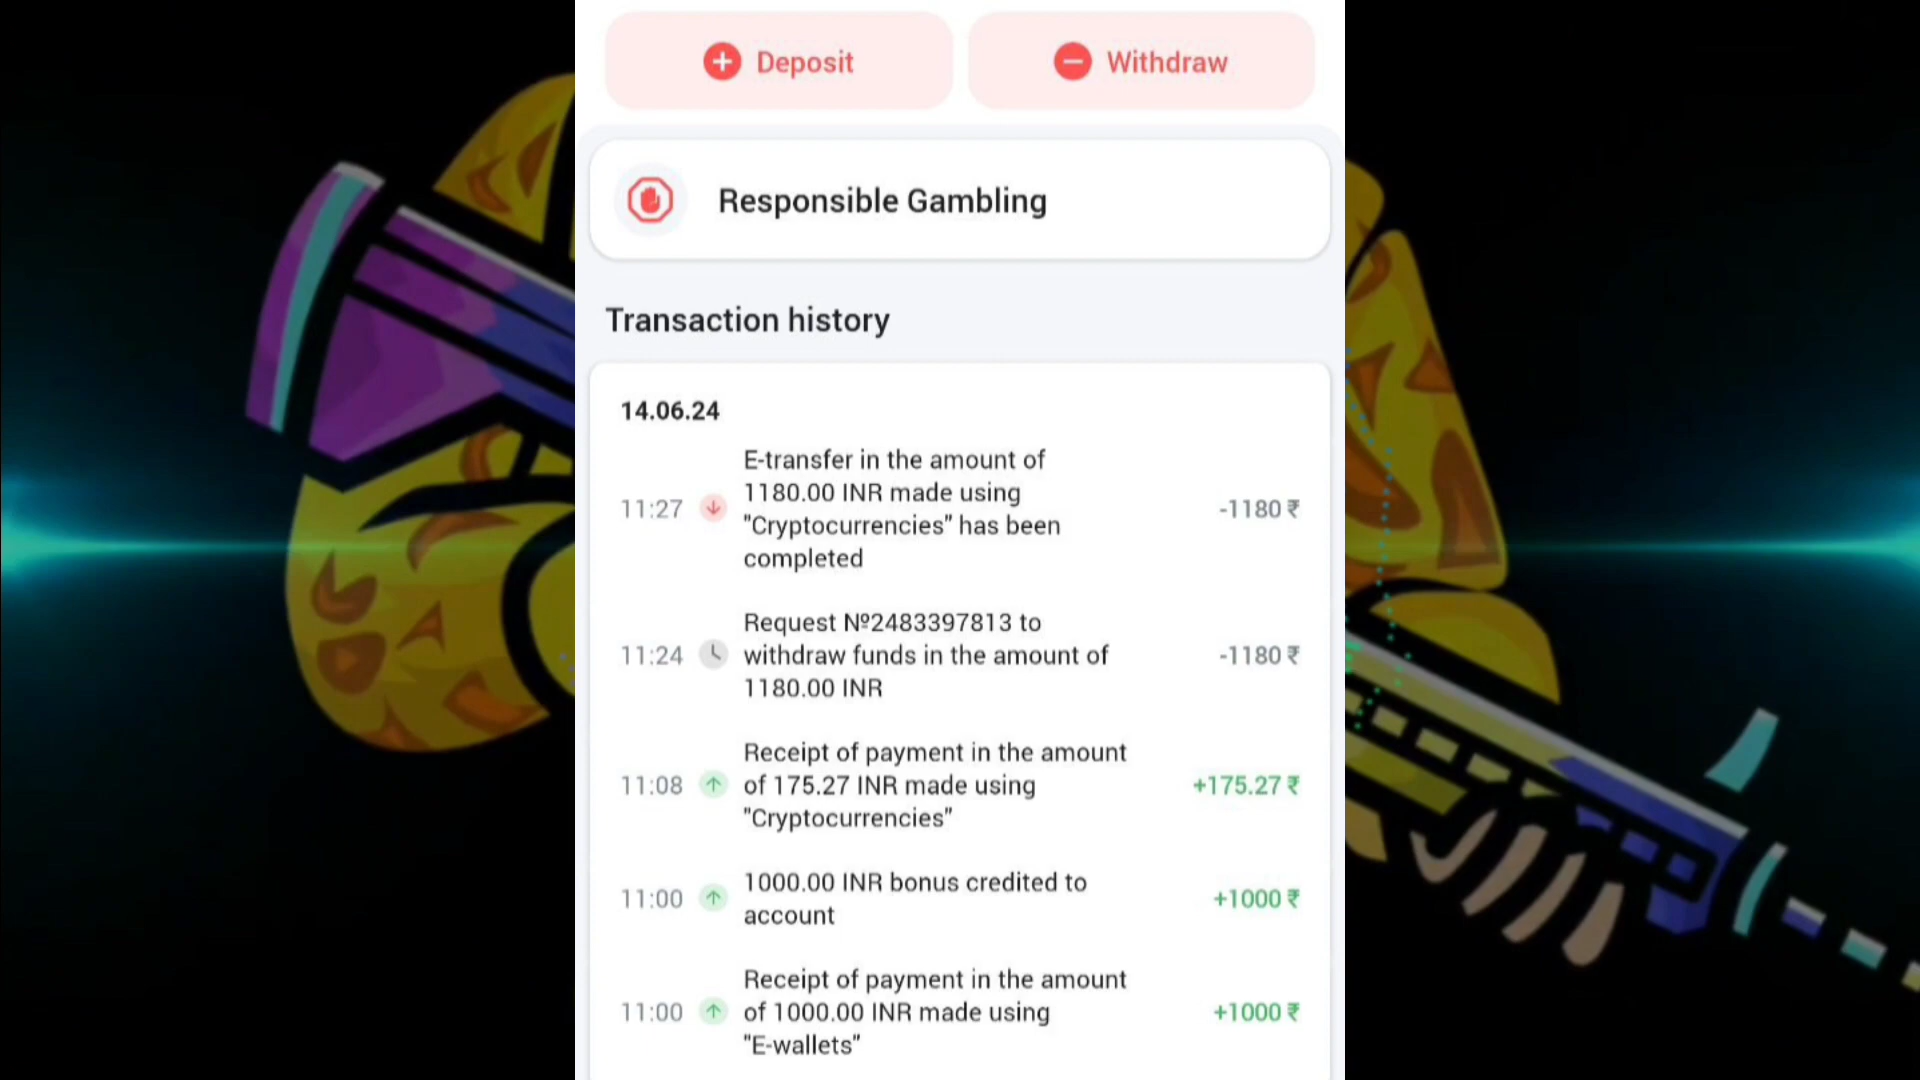 Deposit
Withdraw
Responsible Gambling
Transaction history
14.06.24
E-transfer in the amount of
1180.00 INR made using
"Cryptocurrencies" has been
completed
11:27
-1180 ₹
Request №2483397813 to
withdraw funds in the amount of
1180.00 INR
11:24
-1180 ₹
Receipt of payment in the amount
of 175.27 INR made using
"Cryptocurrencies"
11:08
+175.27 ₹
1000.00 INR bonus credited to
account
11:00
+1000 ₹
Receipt of payment in the amount
of 1000.00 INR made using
"E-wallets"
11:00
+1000 ₹